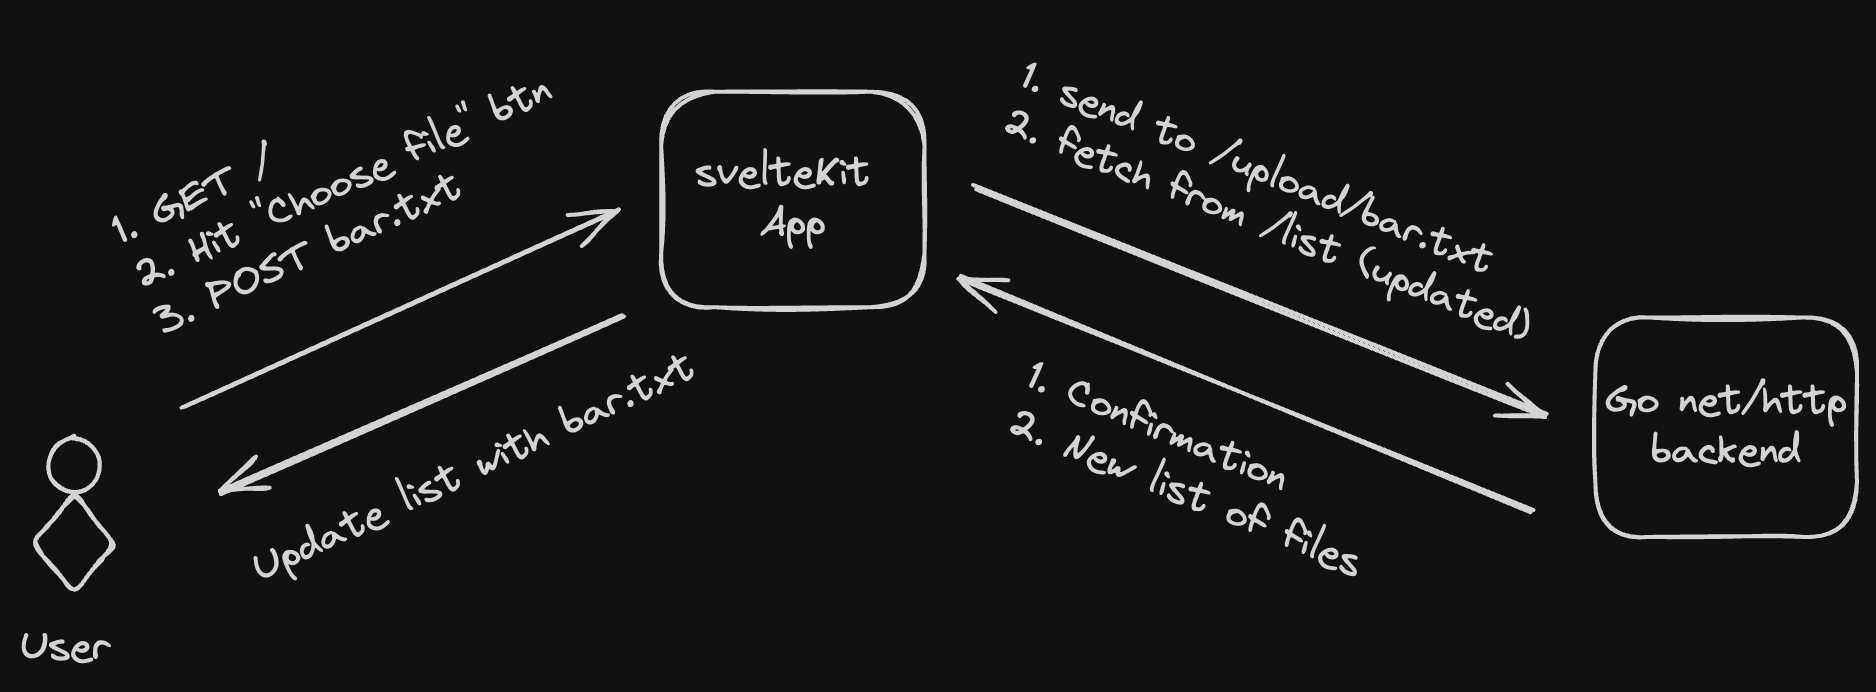 1. GET /
2. Hit "Choose file" btn
3. POST bar.txt
svelteKit
App
1. send to /upload/bar.txt
2. fetch from /list (updated)
Update list with bar.txt
1. Confirmation
2. New list of files
Go net/http
backend
User